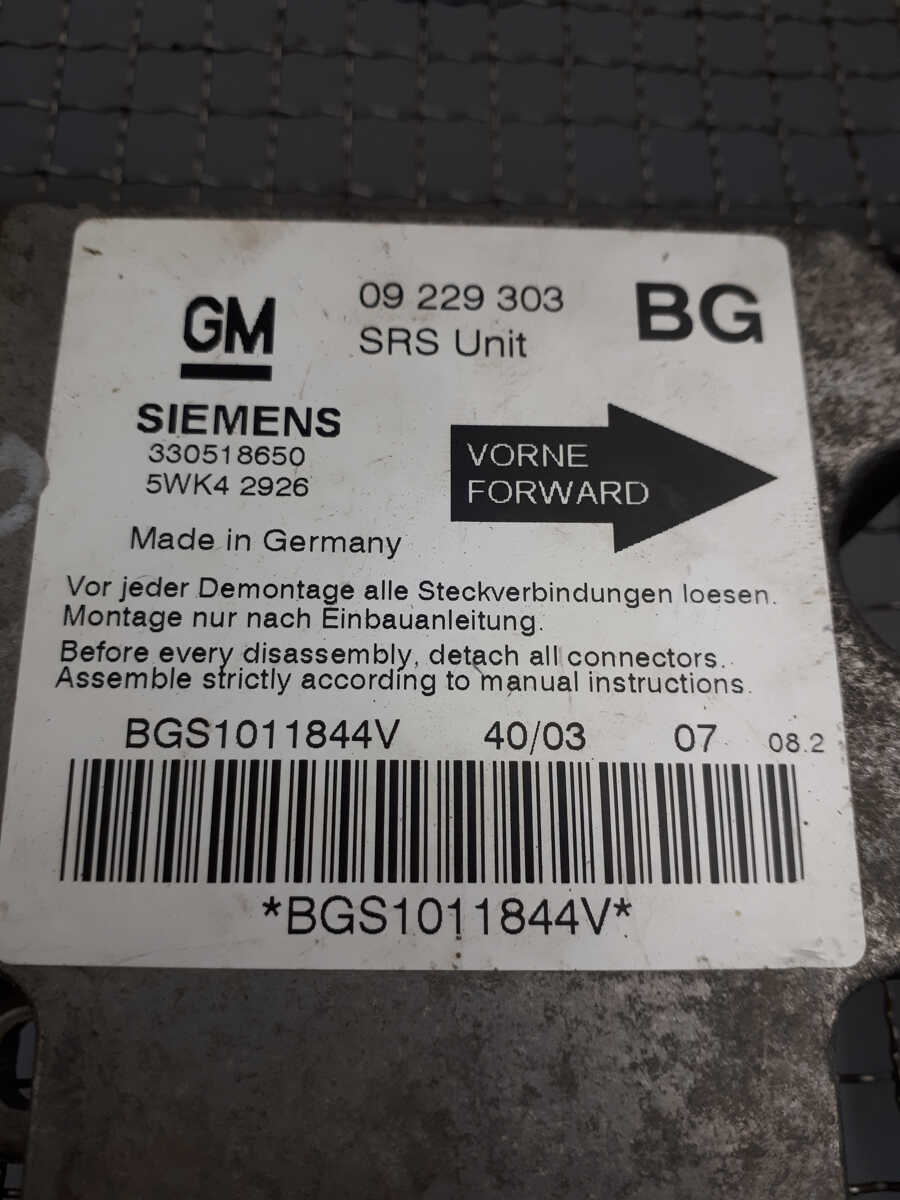 09 229 303
BG
GM
SRS Unit
SIEMENS
330518650
5WK4 2926
VORNE
FORWARD
Made in Germany
Vor jeder Demontage alle Steckverbindungen loesen.
Montage nur nach Einbauanleitung.
Before every disassembly, detach all connectors.
Assemble strictly according to manual instructions.
BGS1011844V 40/03 07 08.2
*BGS1011844V*